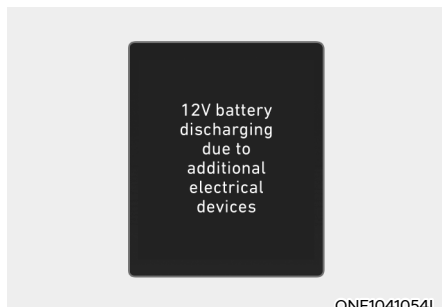 12V battery
discharging
due to
additional
electrical
devices